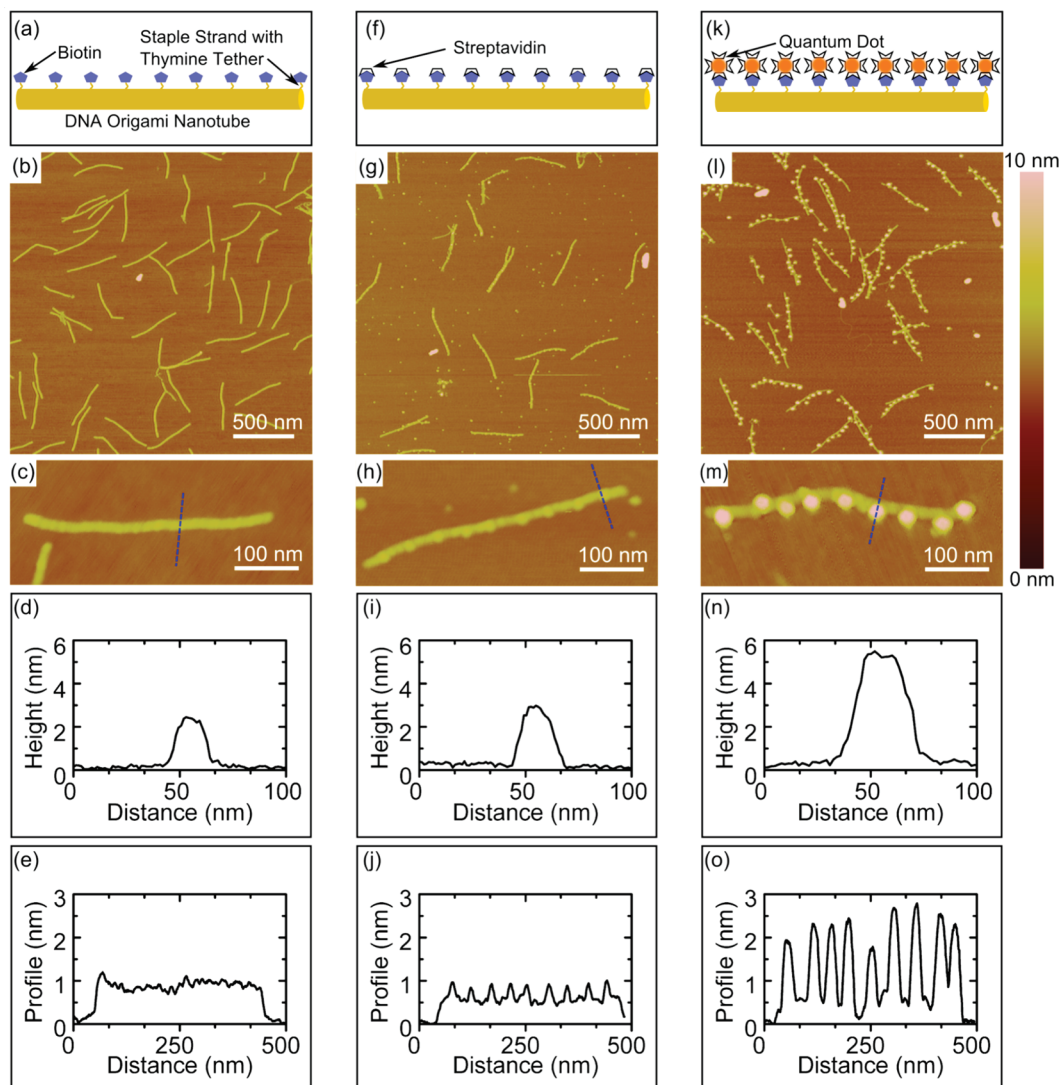 (a)
Biotin
Staple Strand with
Thymine Tether
DNA Origami Nanotube
(f)
Streptavidin
(k)
Quantum Dot
(b)
500 nm
(g)
500 nm
(l)
500 nm
10 nm
0 nm
(c)
100 nm
(h)
100 nm
(m)
100 nm
(d)
Height (nm)
6
4
2
0
0
50
100
Distance (nm)
(i)
Height (nm)
6
4
2
0
0
50
100
Distance (nm)
(n)
Height (nm)
6
4
2
0
0
50
100
Distance (nm)
(e)
Profile (nm)
3
2
1
0
0
250
500
Distance (nm)
(j)
Profile (nm)
3
2
1
0
0
250
500
Distance (nm)
(o)
Profile (nm)
3
2
1
0
0
250
500
Distance (nm)